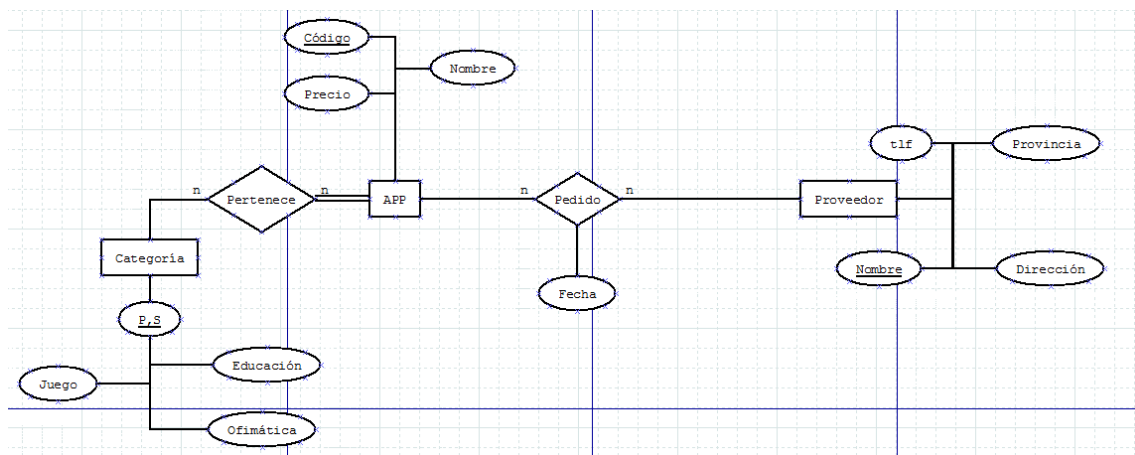 Código
Nombre
Precio
tlf
Provincia
n
Pertenece
n
APP
n
Pedido
n
Proveedor
Categoría
Nombre
Dirección
Fecha
P,S
Educación
Juego
Ofimática